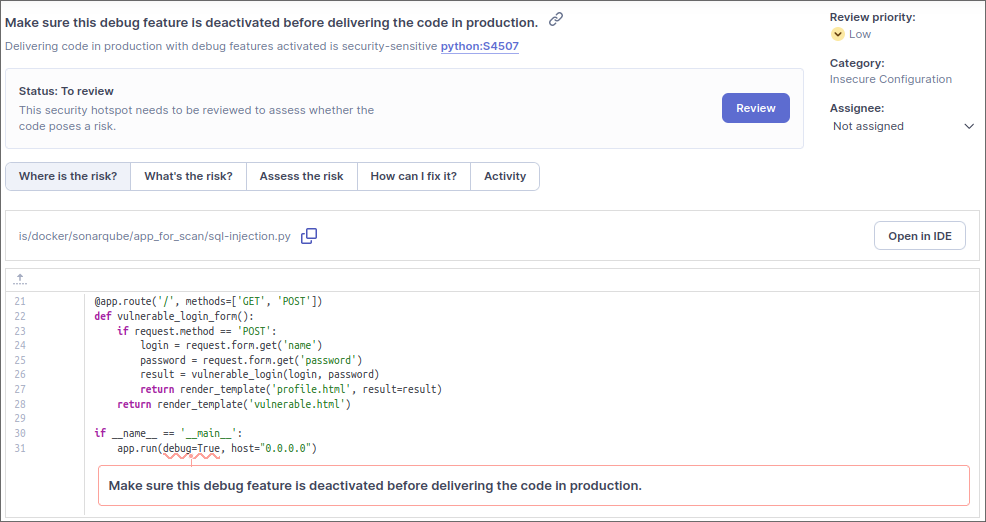 Make sure this debug feature is deactivated before delivering the code in production.
Delivering code in production with debug features activated is security-sensitive python:S4507
Review priority:
Low
Category:
Insecure Configuration
Assignee:
Not assigned
Status: To review
This security hotspot needs to be reviewed to assess whether the
code poses a risk.
Review
Where is the risk? What's the risk? Assess the risk How can I fix it? Activity
is/docker/sonarqube/app_for_scan/sql-injection.py
Open in IDE
21 @app.route('/', methods=['GET', 'POST'])
22 def vulnerable_login_form():
23     if request.method == 'POST':
24         login = request.form.get('name')
25         password = request.form.get('password')
26         result = vulnerable_login(login, password)
27         return render_template('profile.html', result=result)
28     return render_template('vulnerable.html')
29
30 if __name__ == '__main__':
31     app.run(debug=True, host="0.0.0.0")
Make sure this debug feature is deactivated before delivering the code in production.